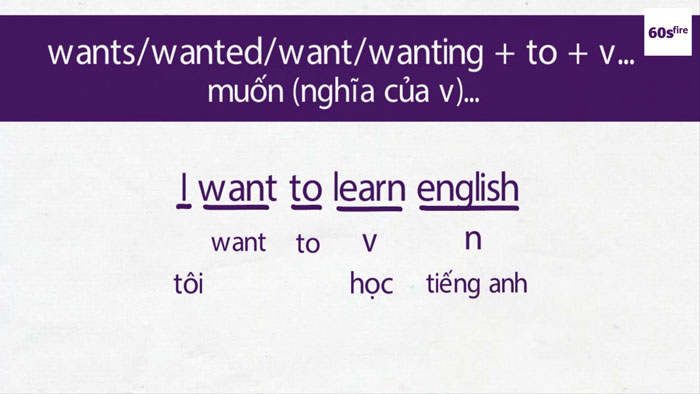 60sfire
wants/wanted/want/wanting + to + v...
muốn (nghĩa của v)...
I want to learn english
want to v n
tôi học tiếng anh